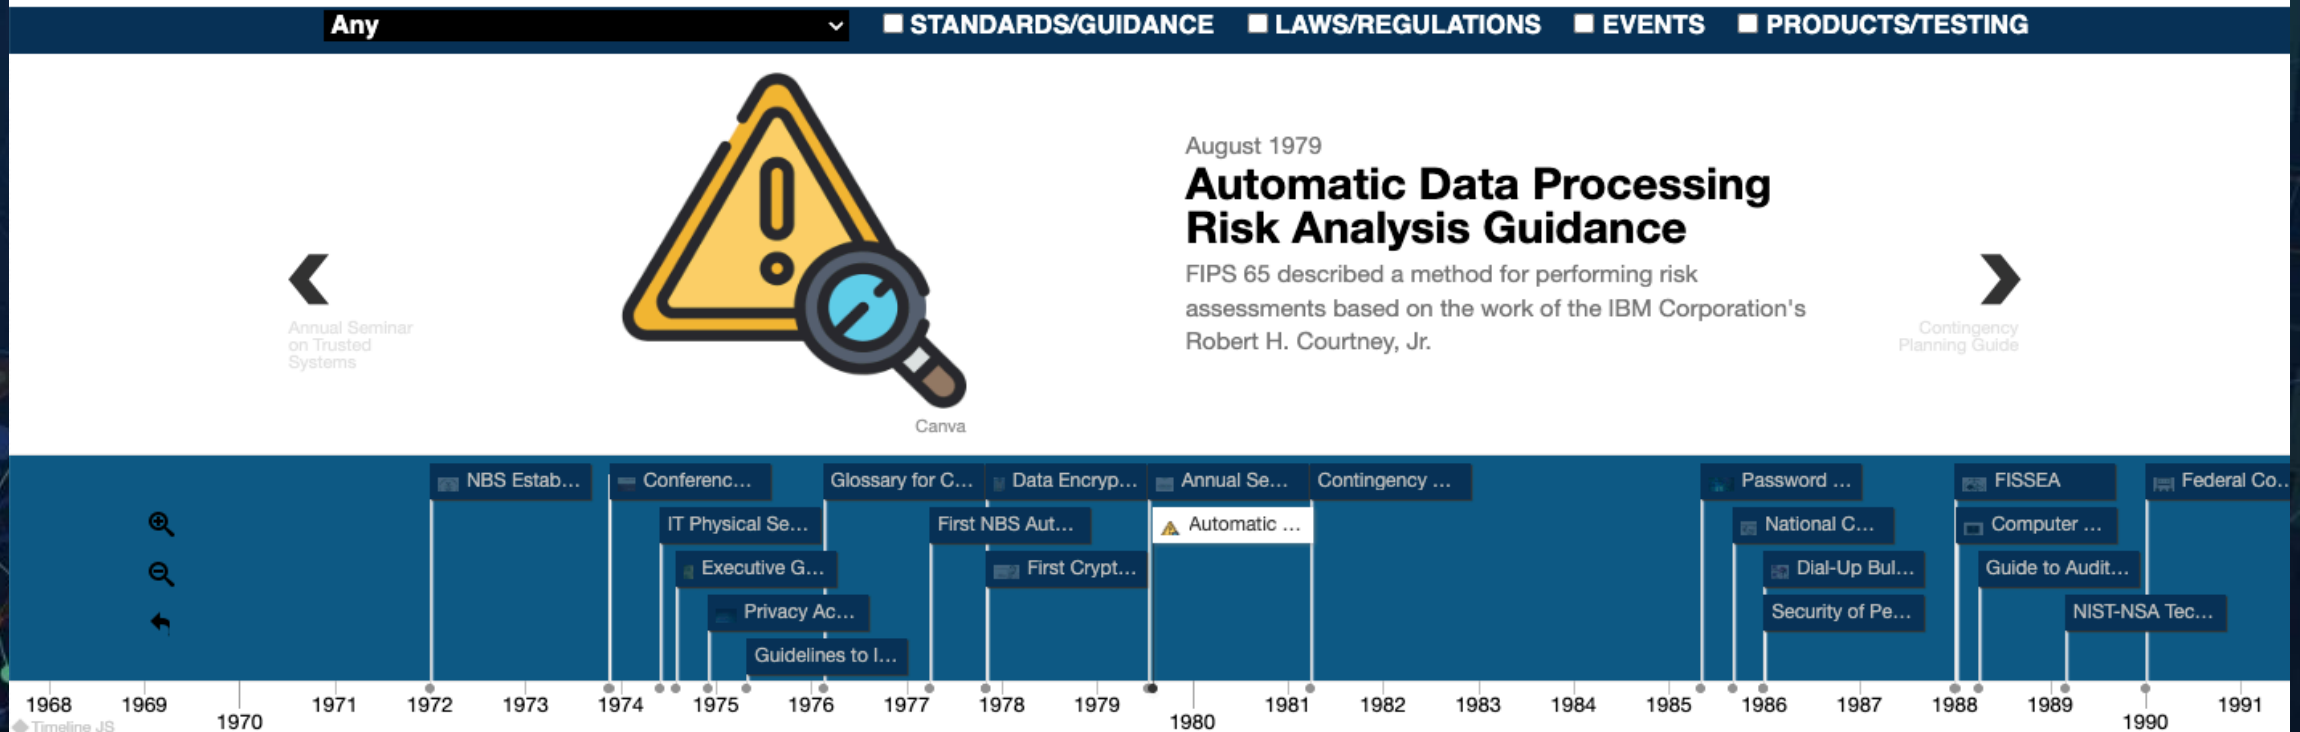 Any
STANDARDS/GUIDANCE
LAWS/REGULATIONS
EVENTS
PRODUCTS/TESTING
August 1979
Automatic Data Processing
Risk Analysis Guidance
FIPS 65 described a method for performing risk
assessments based on the work of the IBM Corporation's
Robert H. Courtney, Jr.
Annual Seminar
on Trusted
Systems
Contingency
Planning Guide
Canva
NBS Estab...
Conferenc...
Glossary for C...
Data Encryp...
Annual Se...
Contingency ...
Password ...
FISSEA
Federal Co...
IT Physical Se...
First NBS Aut...
Automatic ...
National C...
Computer ...
Executive G...
First Crypt...
Dial-Up Bul...
Guide to Audit...
Privacy Ac...
Security of Pe...
NIST-NSA Tec...
Guidelines to I...
1968
1969
1970
1971
1972
1973
1974
1975
1976
1977
1978
1979
1980
1981
1982
1983
1984
1985
1986
1987
1988
1989
1990
1991
Timeline JS